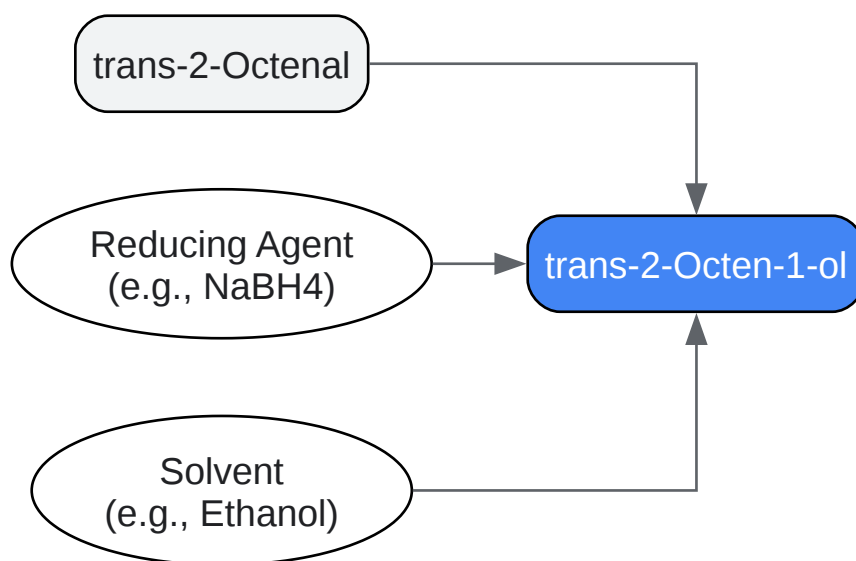 trans-2-Octenal
Reducing Agent
(e.g., NaBH4)
trans-2-Octen-1-ol
Solvent
(e.g., Ethanol)